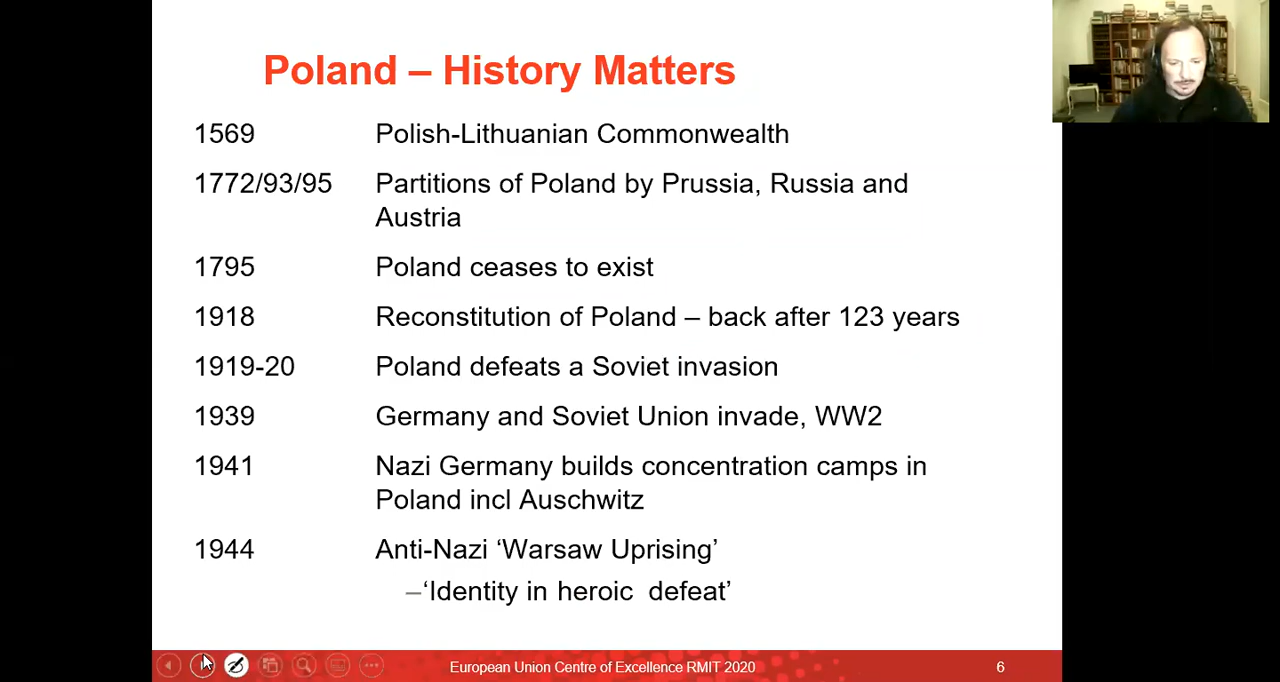 Poland – History Matters
1569 Polish-Lithuanian Commonwealth
1772/93/95 Partitions of Poland by Prussia, Russia and
Austria
1795 Poland ceases to exist
1918 Reconstitution of Poland – back after 123 years
1919-20 Poland defeats a Soviet invasion
1939 Germany and Soviet Union invade, WW2
1941 Nazi Germany builds concentration camps in
Poland incl Auschwitz
1944 Anti-Nazi ‘Warsaw Uprising’
–‘Identity in heroic defeat’
European Union Centre of Excellence RMIT 2020 6